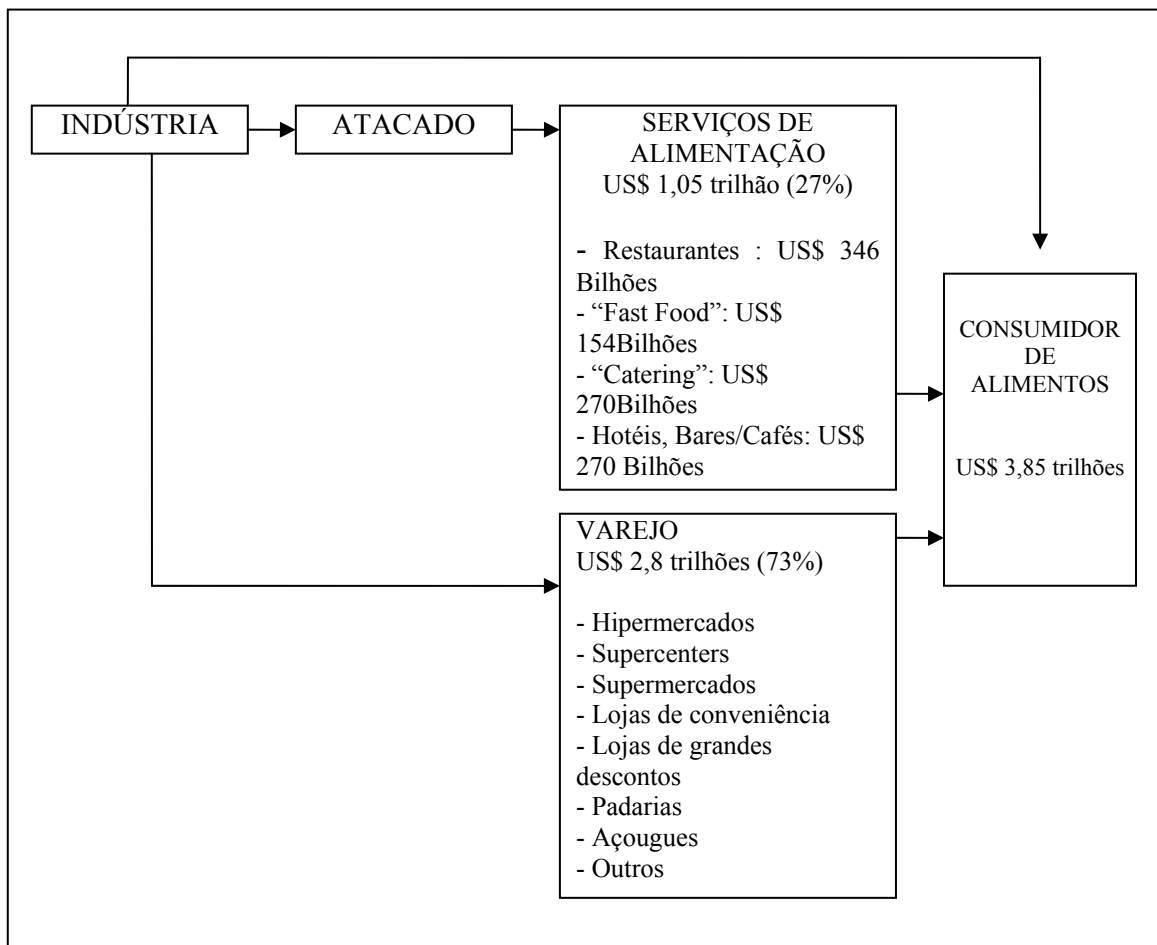 INDÚSTRIA
ATACADO
SERVIÇOS DE
ALIMENTAÇÃO
US$ 1,05 trilhão (27%)
- Restaurantes : US$ 346
Bilhões
- “Fast Food”: US$
154Bilhões
- “Catering”: US$
270Bilhões
- Hotéis, Bares/Cafés: US$
270 Bilhões
VAREJO
US$ 2,8 trilhões (73%)
- Hipermercados
- Supercenters
- Supermercados
- Lojas de conveniência
- Lojas de grandes
descontos
- Padarias
- Açougues
- Outros
CONSUMIDOR
DE
ALIMENTOS
US$ 3,85 trilhões